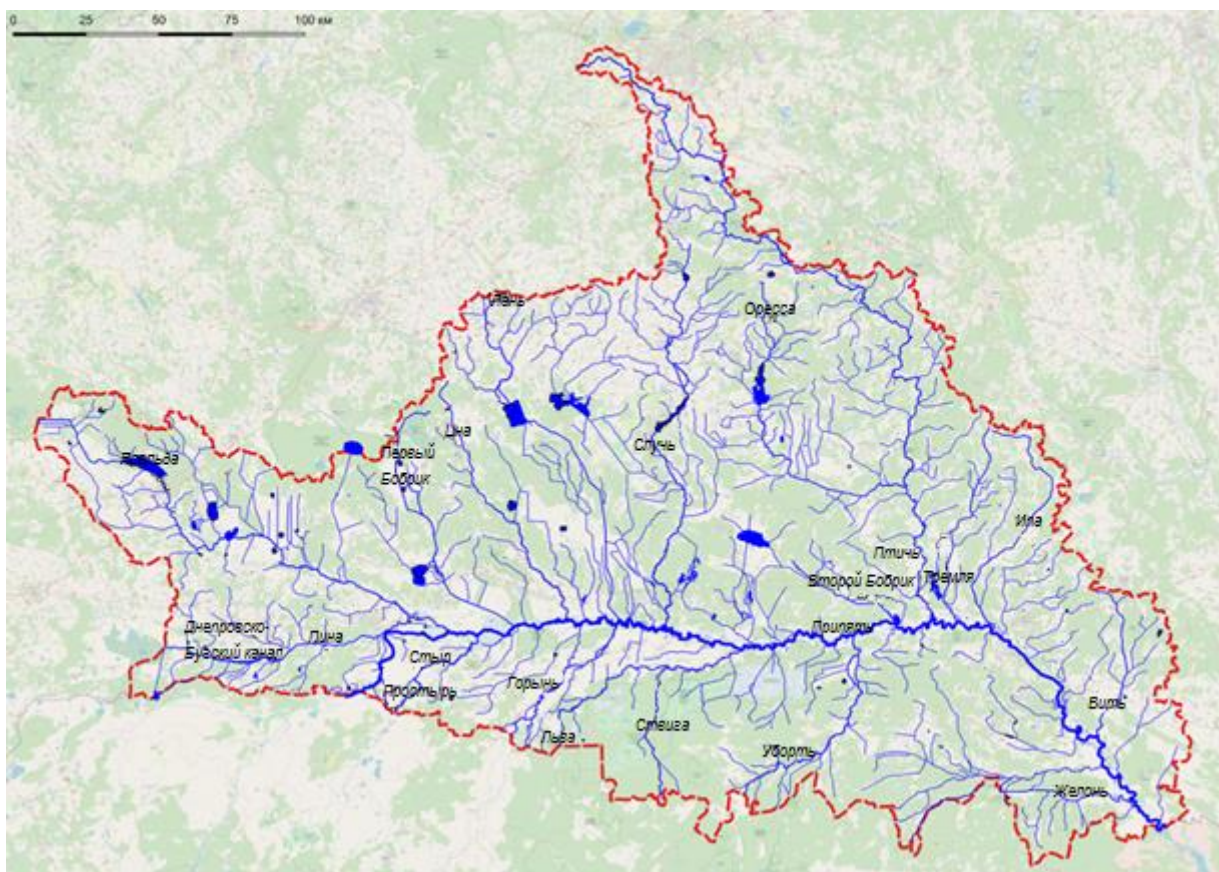 0 25 50 75 100 км
Лань
Оресса
Цна
Случь
Первый
Бобрик
Ясельда
Ипа
Птичь
Второй Бобрик
Тремля
Днепровско-
Бугский канал
Пина
Припять
Стыр
Простырь
Горынь
Льва
Ствига
Уборть
Вить
Желонь